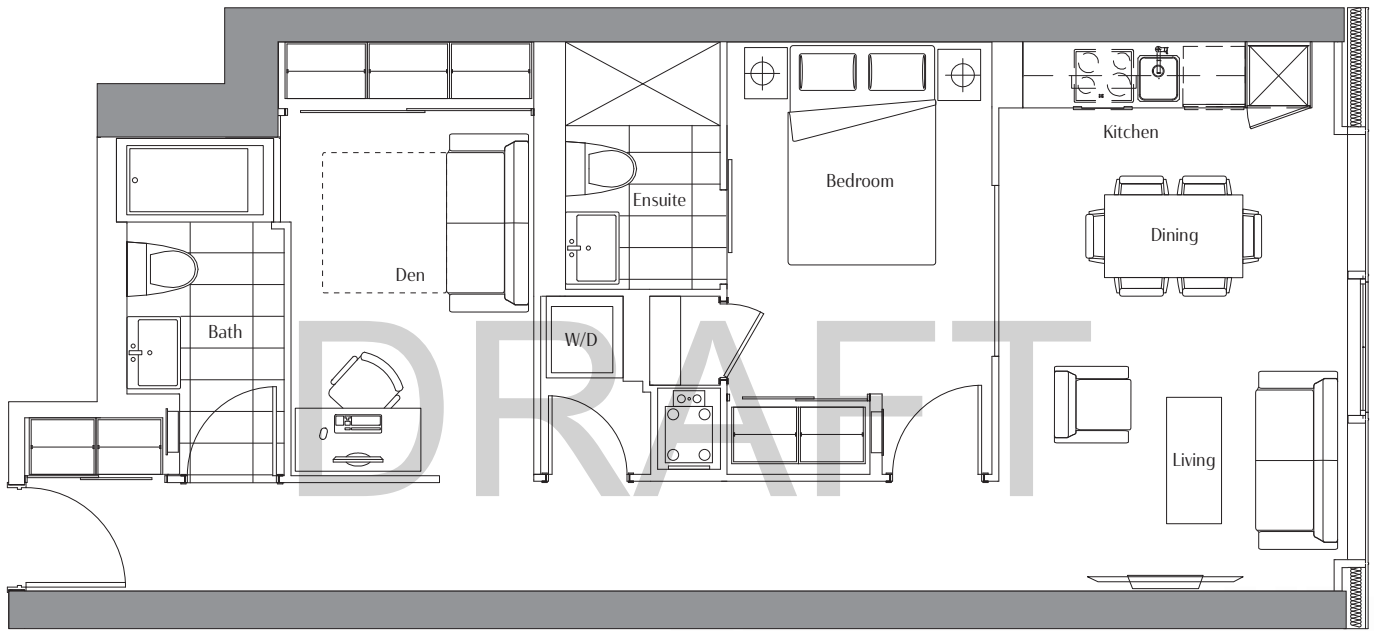 Kitchen
Bedroom
Ensuite
Dining
Den
Bath
W/D
DRAFT
Living